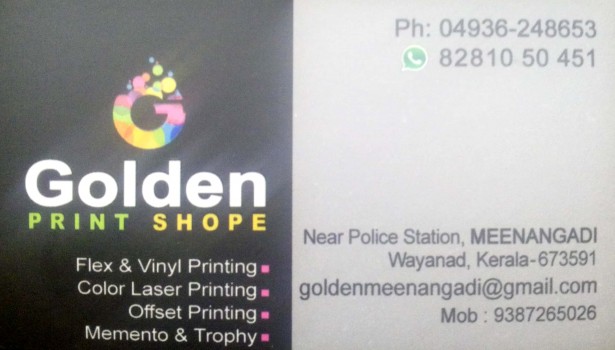 G
Golden
PRINT SHOPE
Flex & Vinyl Printing
Color Laser Printing
Offset Printing
Memento & Trophy
Ph: 04936-248653
82810 50 451
Near Police Station, MEENANGADI
Wayanad, Kerala-673591
goldenmeenangadi@gmail.com
Mob : 9387265026